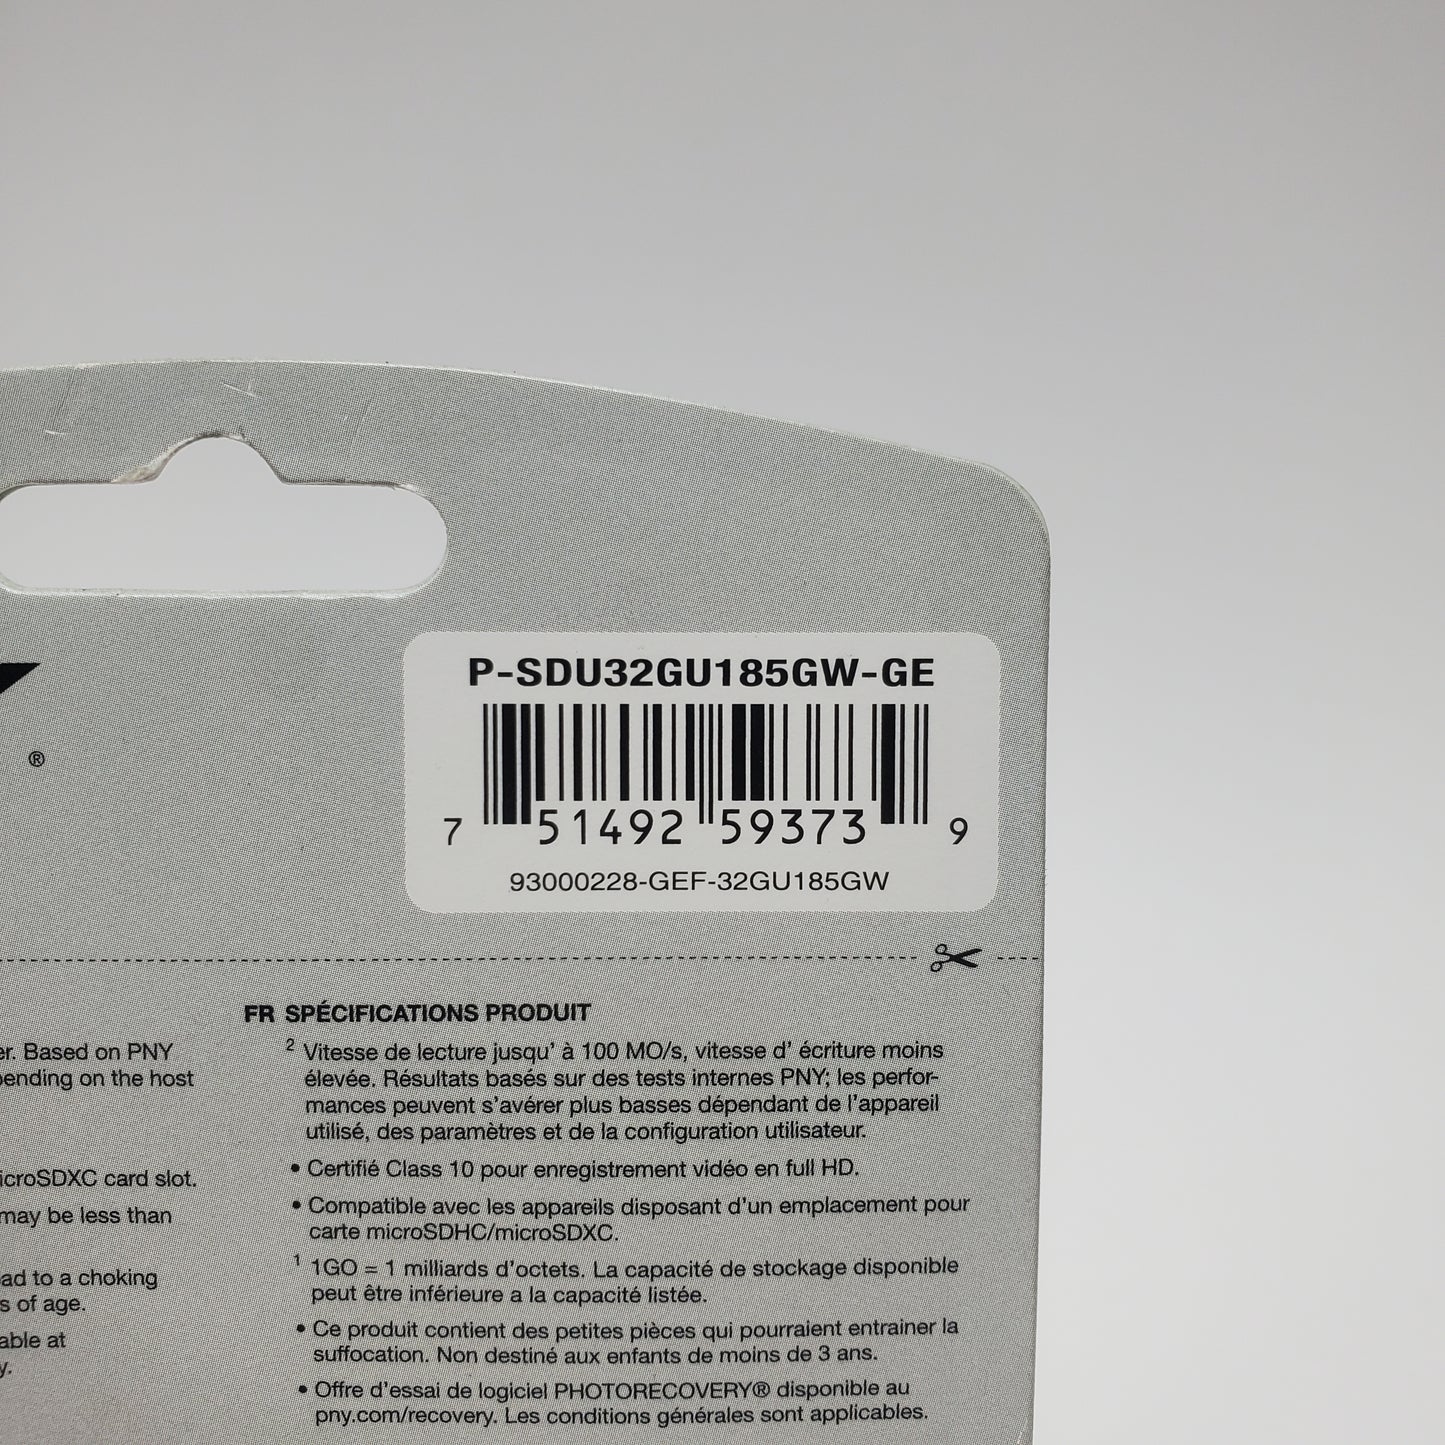 P-SDU32GU185GW-GE
7 51492 59373 9
93000228-GEF-32GU185GW
®
Based on PNY
on the host
card slot.
may be less than
to a choking
of age.
at
FR SPÉCIFICATIONS PRODUIT
2 Vitesse de lecture jusqu' à 100 MO/s, vitesse d' écriture moins
élevée. Résultats basés sur des tests internes PNY; les perfor-
mances peuvent s'avérer plus basses dépendant de l'appareil
utilisé, des paramètres et de la configuration utilisateur.
• Certifié Class 10 pour enregistrement vidéo en full HD.
• Compatible avec les appareils disposant d'un emplacement pour
carte microSDHC/microSDXC.
1 1GO = 1 milliards d'octets. La capacité de stockage disponible
peut être inférieure a la capacité listée.
• Ce produit contient des petites pièces qui pourraient entrainer la
suffocation. Non destiné aux enfants de moins de 3 ans.
• Offre d'essai de logiciel PHOTORECOVERY® disponible au
pny.com/recovery. Les conditions générales sont applicables.